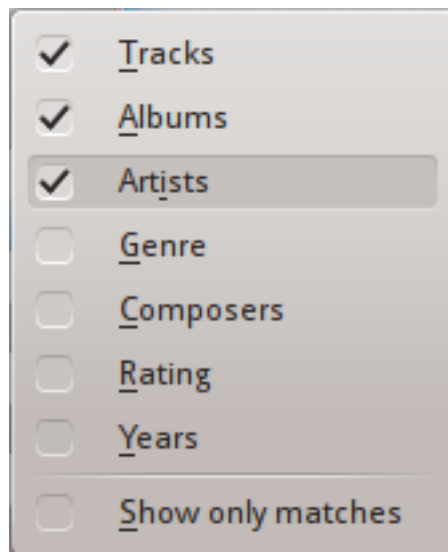 Tracks
Albums
Artists
Genre
Composers
Rating
Years
Show only matches